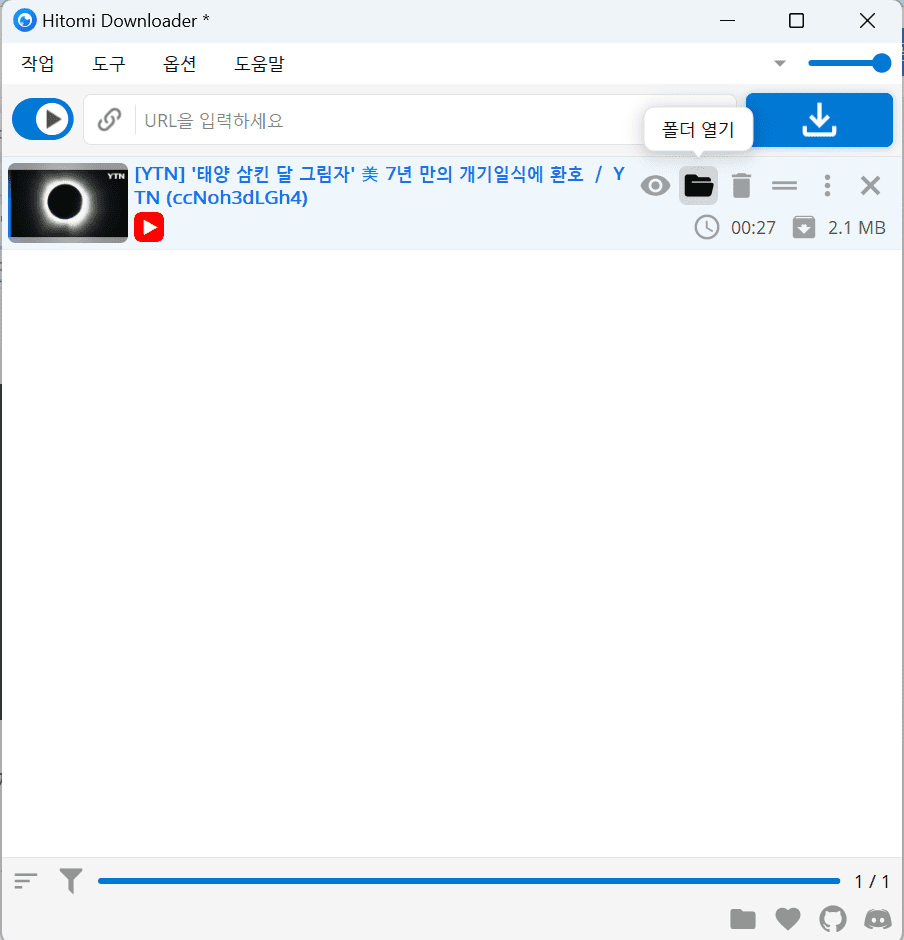 Hitomi Downloader *
작업 도구 옵션 도움말
URL을 입력하세요
폴더 열기
YTN
[YTN] '태양 삼킨 달 그림자' 美 7년 만의 개기일식에 환호 / Y
TN (ccNoh3dLGh4)
00:27 2.1 MB
1 / 1